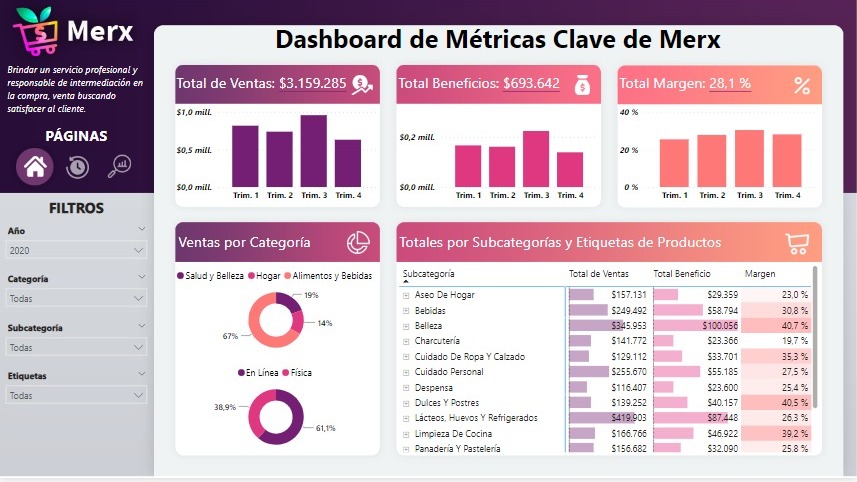 Merx
Brindar un servicio profesional y
responsable de intermediación en
la compra, venta buscando
satisfacer al cliente.
PÁGINAS
FILTROS
Año
2020
Categoría
Todas
Subcategoría
Todas
Etiquetas
Todas
Dashboard de Métricas Clave de Merx
Total de Ventas: $3.159.285
$1,0 mill.
$0,5 mill.
$0,0 mill.
Trim. 1 Trim. 2 Trim. 3 Trim. 4
Total Beneficios: $693.642
$0,2 mill.
$0,0 mill.
Trim. 1 Trim. 2 Trim. 3 Trim. 4
Total Margen: 28,1 %
40 %
20 %
0 %
Trim. 1 Trim. 2 Trim. 3 Trim. 4
Ventas por Categoría
Salud y Belleza Hogar Alimentos y Bebidas
19%
14%
67%
En Línea Física
38,9%
61,1%
Totales por Subcategorías y Etiquetas de Productos
Subcategoría Total de Ventas Total Beneficio Margen
Aseo De Hogar $157.131 $29.359 23,0 %
Bebidas $249.492 $58.794 30,8 %
Belleza $345.953 $100.056 40,7 %
Charcutería $141.772 $23.366 19,7 %
Cuidado De Ropa Y Calzado $129.112 $33.701 35,3 %
Cuidado Personal $255.670 $55.185 27,5 %
Despensa $116.407 $23.600 25,4 %
Dulces Y Postres $139.252 $40.157 40,5 %
Lácteos, Huevos Y Refrigerados $419.903 $87.448 26,3 %
Limpieza De Cocina $166.766 $46.922 39,2 %
Panadería Y Pastelería $156.682 $32.090 25,8 %